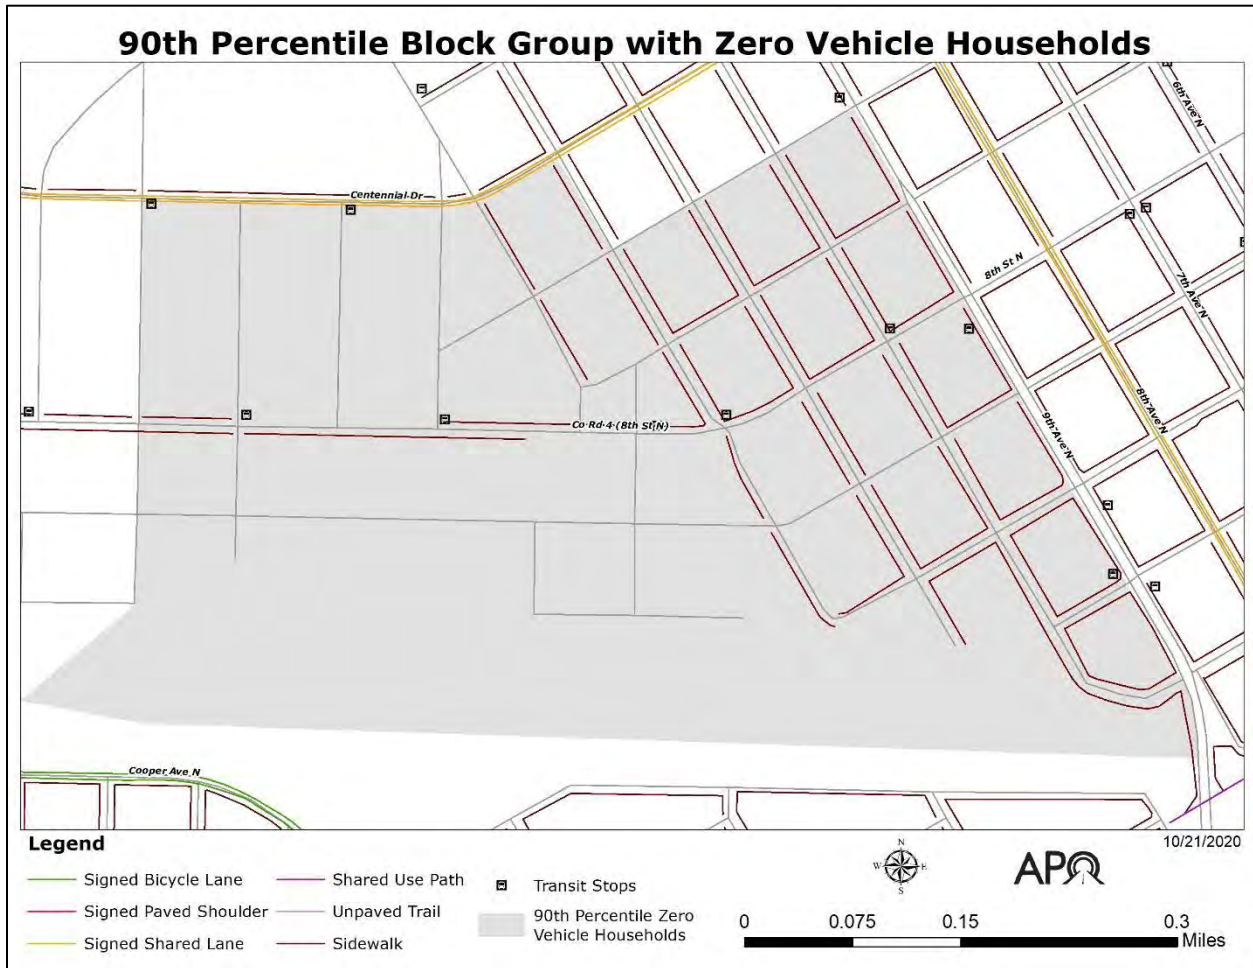 90th Percentile Block Group with Zero Vehicle Households
6th Ave N
Centennial Dr
8th St N
7th Ave N
8th Ave N
9th Ave N
Co Rd 4 (8th St N)
Cooper Ave N
Legend
10/21/2020
Signed Bicycle Lane
Signed Paved Shoulder
Signed Shared Lane
Shared Use Path
Unpaved Trail
Sidewalk
Transit Stops
90th Percentile Zero
Vehicle Households
N
W E
S
APO
0 0.075 0.15 0.3
Miles